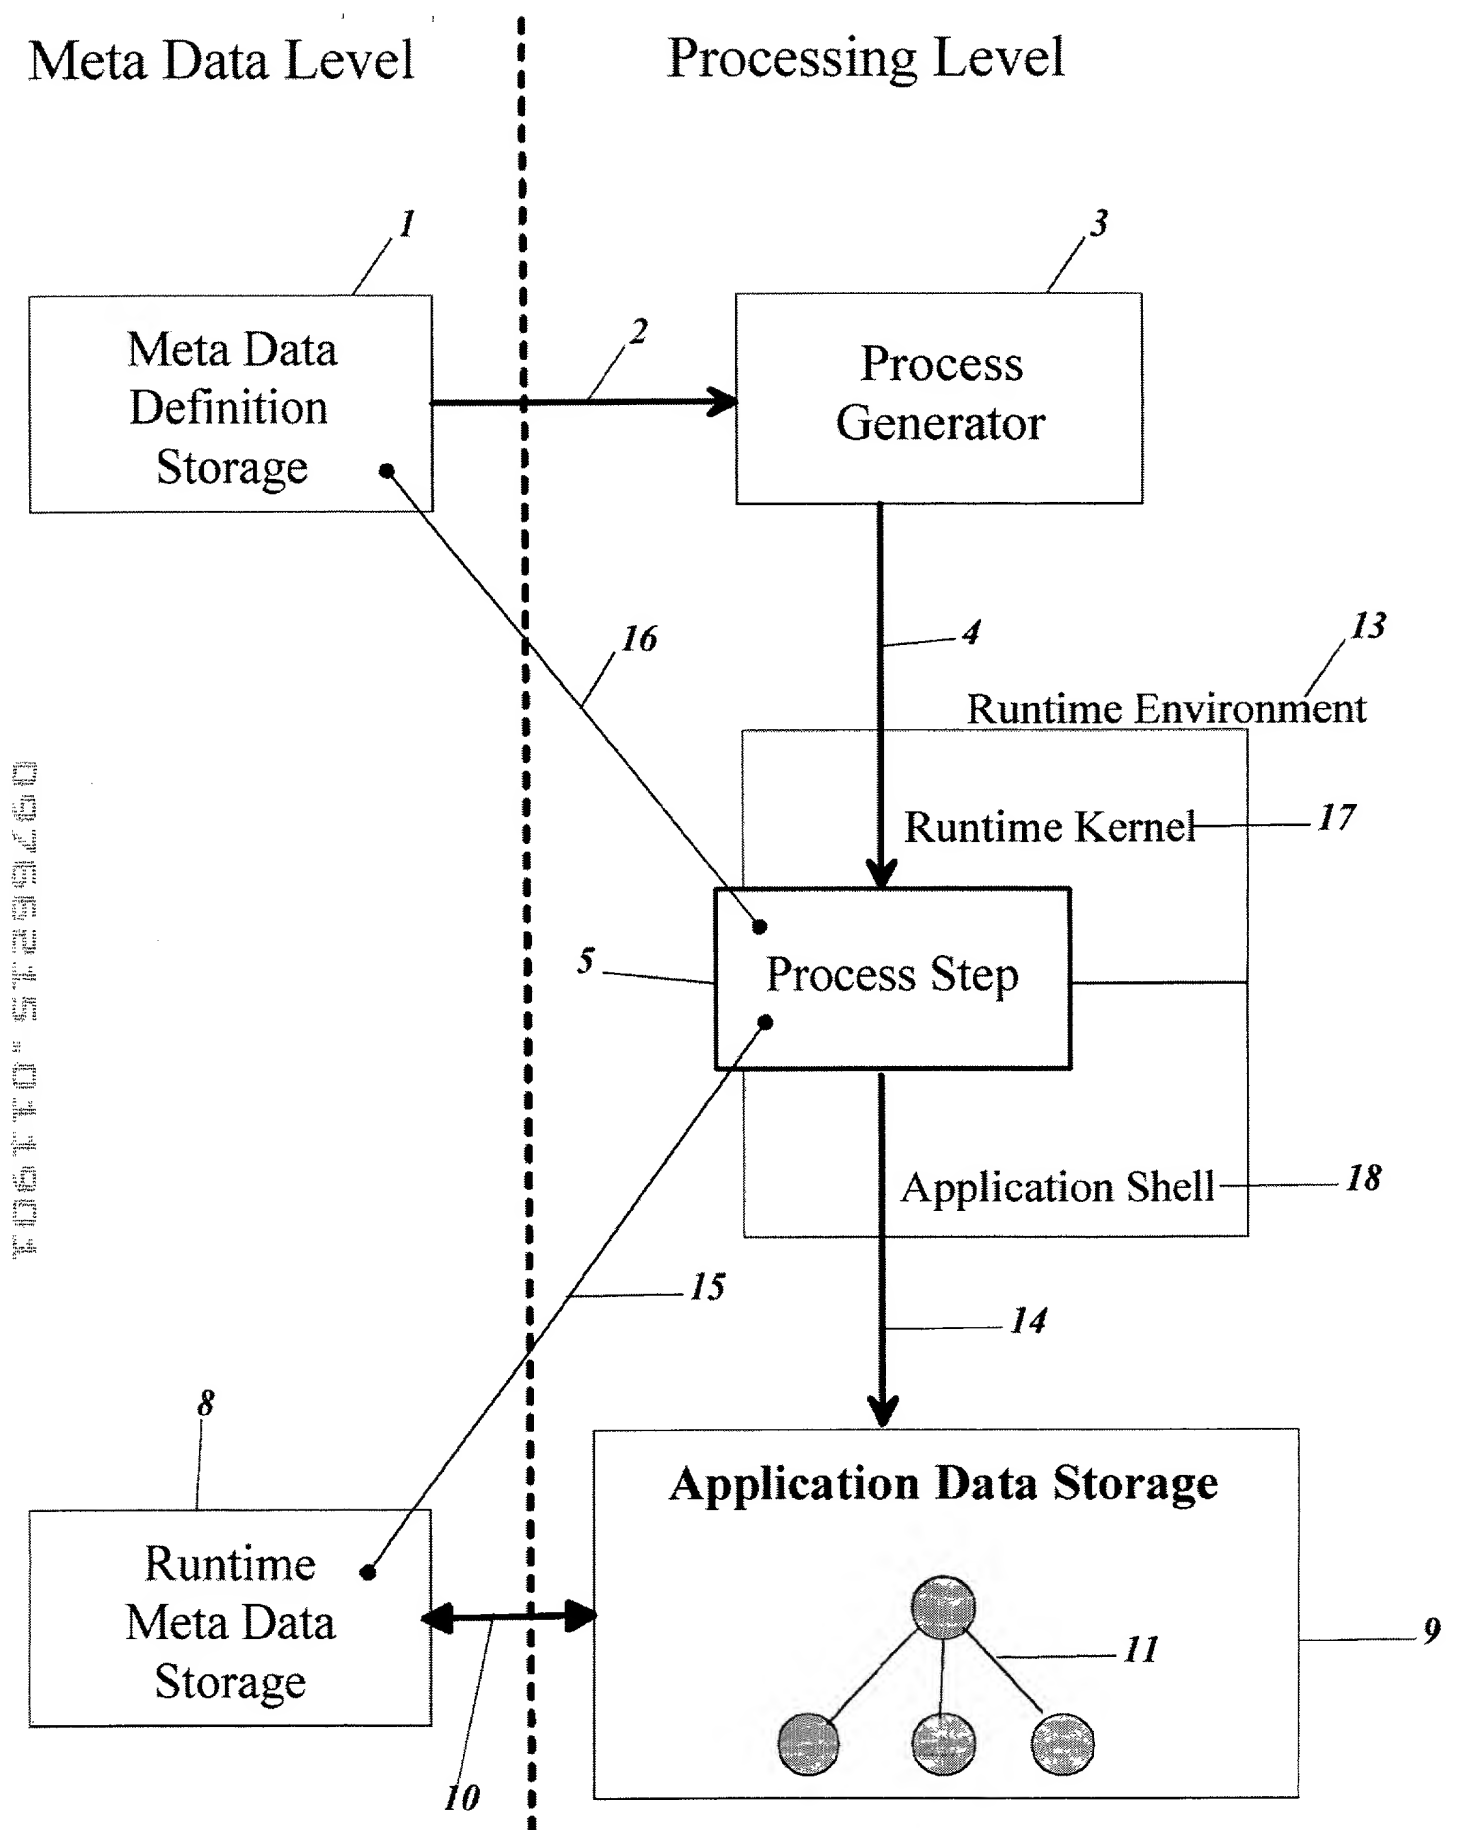 Meta Data Level
Processing Level
1
3
Meta Data
Definition
Storage
2
Process
Generator
16
4
13
Runtime Environment
Runtime Kernel
17
5
Process Step
Application Shell
18
15
14
8
Application Data Storage
Runtime
Meta Data
Storage
11
9
10